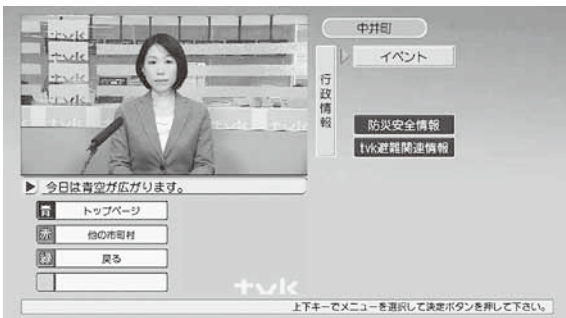 tvk
中井町
イベント
行政情報
防災安全情報
tvk避難関連情報
今日は青空が広がります。
青 トップページ
赤 他の市町村
緑 戻る
tvk
上下キーでメニューを選択して決定ボタンを押して下さい。